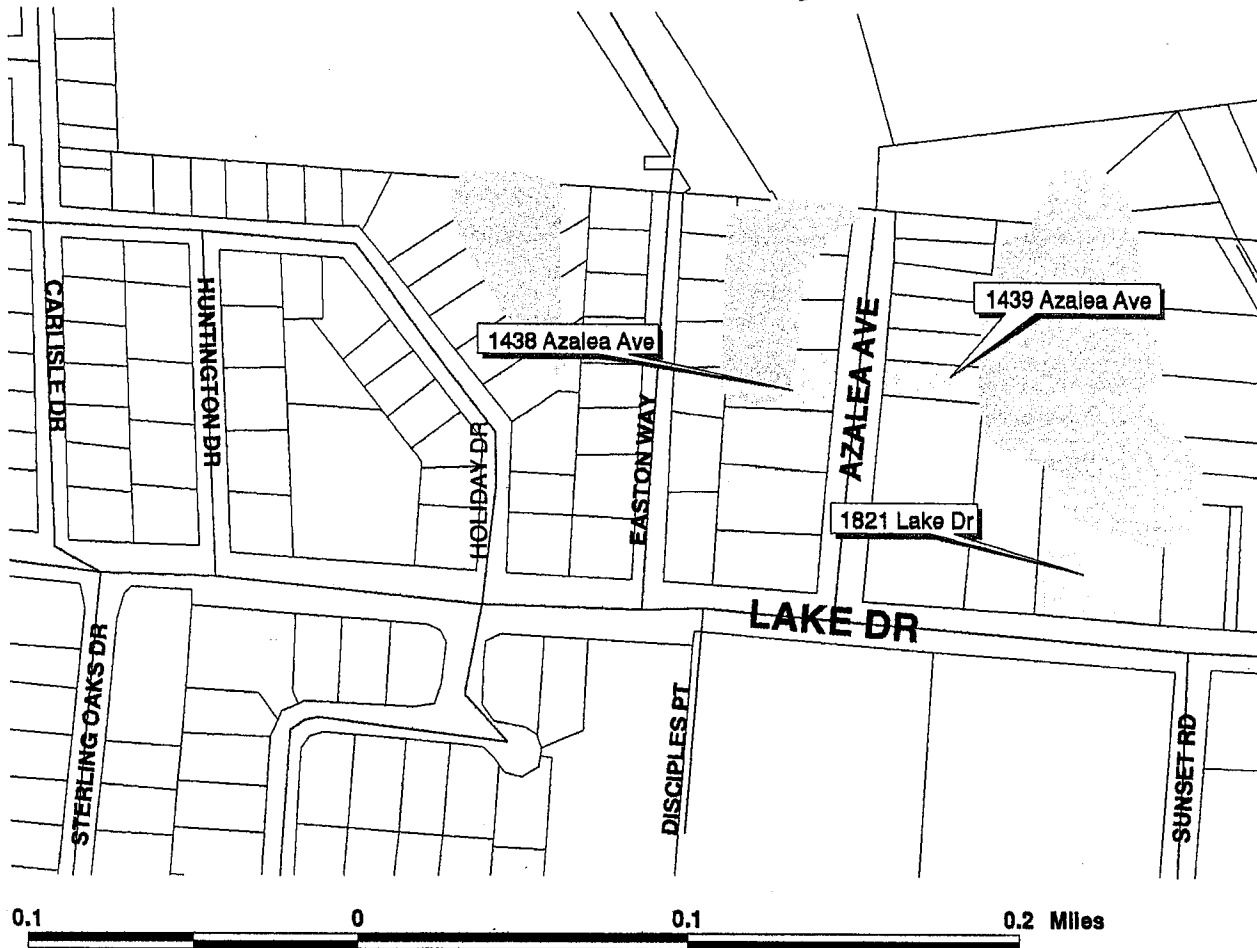 1439 Azalea Ave
1438 Azalea Ave
CARLISLE DR
HUNTINGTON DR
HOLIDAY DR
EASTON WAY
AZALEA AVE
1821 Lake Dr
LAKE DR
STERLING OAKS DR
DISCIPLES PT
SUNSET RD
0.1 0 0.1 0.2 Miles